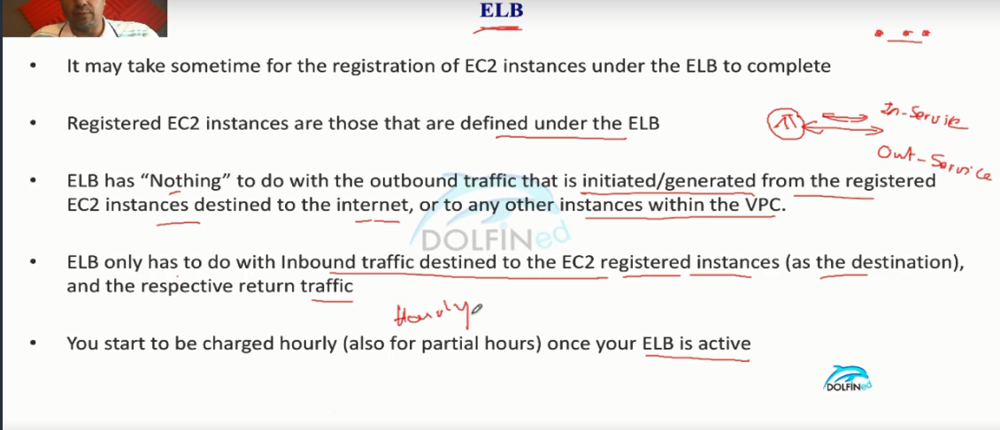 ELB
• It may take sometime for the registration of EC2 instances under the ELB to complete
• Registered EC2 instances are those that are defined under the ELB
In-Service
Out-Service
• ELB has “Nothing” to do with the outbound traffic that is initiated/generated from the registered
EC2 instances destined to the internet, or to any other instances within the VPC.
DOLFINed
• ELB only has to do with Inbound traffic destined to the EC2 registered instances (as the destination),
and the respective return traffic
Hourly
• You start to be charged hourly (also for partial hours) once your ELB is active
DOLFINed